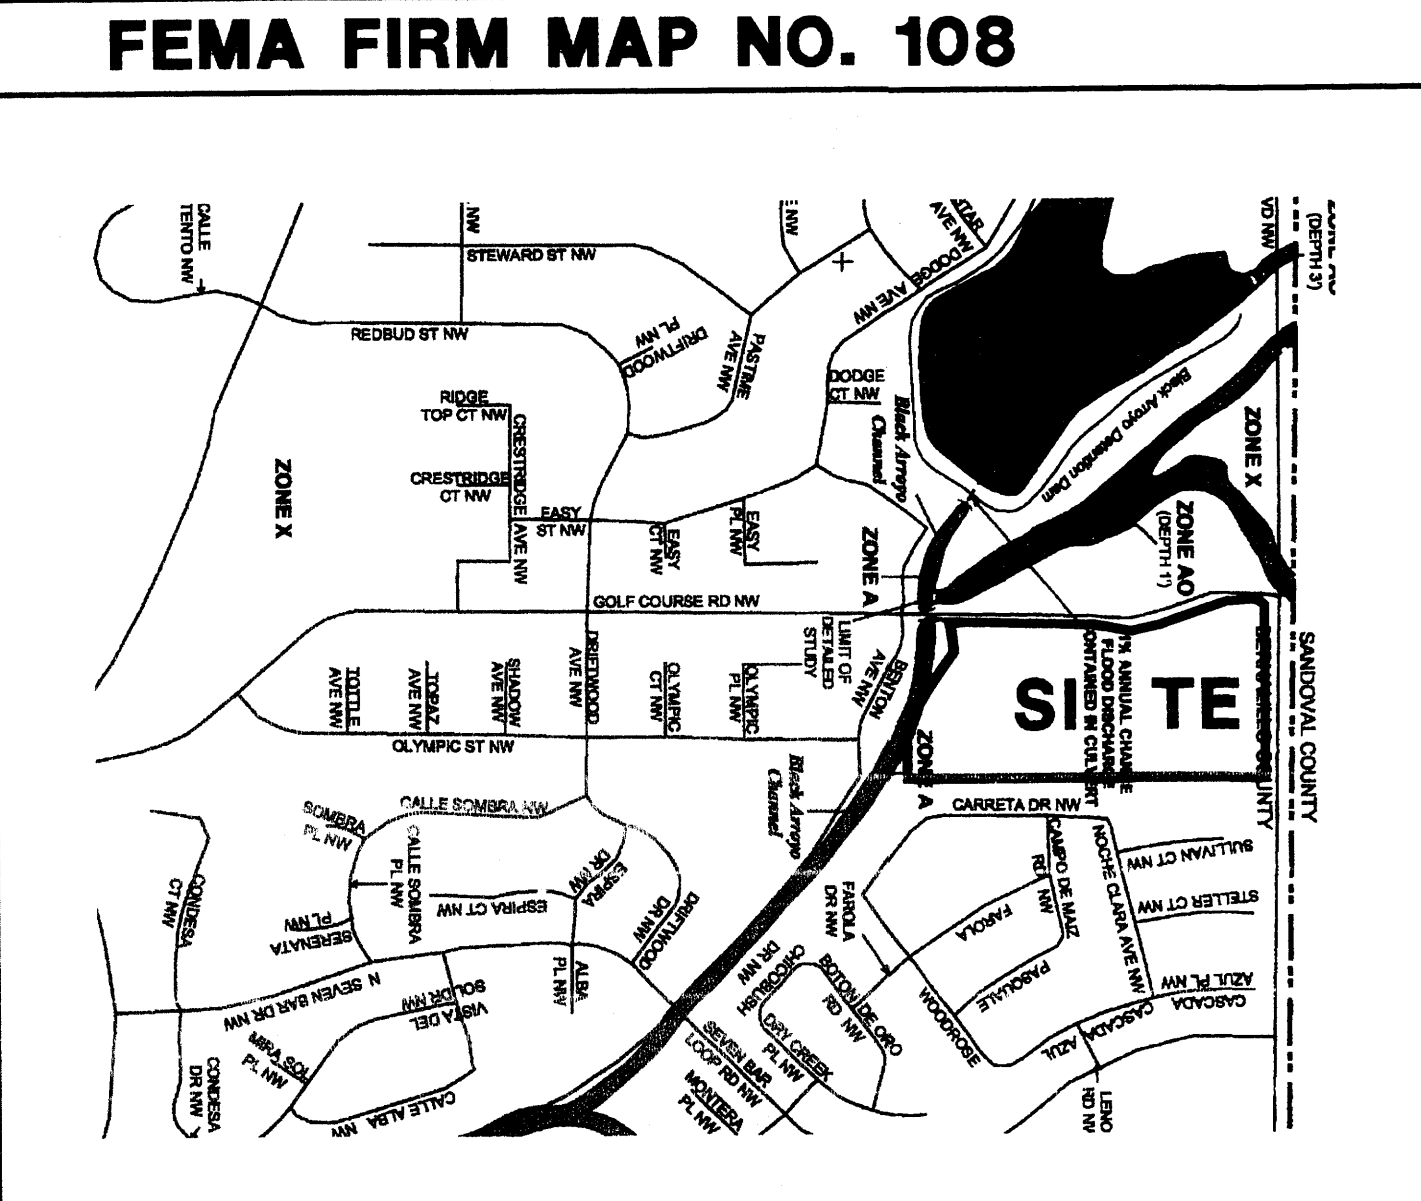 FEMA FIRM MAP NO. 108
CALLE
TENTO NW
NW
STEWARD ST NW
REDBUD ST NW
DRIFTWOOD
PL NW
PASTIME
AVE NW
E NW
STAR
AVE NW
DODGE AVE NW
VD NW
ZONE AO
(DEPTH 3')
RIDGE
TOP CT NW
CRESTRIDGE AVE NW
CRESTRIDGE
CT NW
EASY
ST NW
EASY
CT NW
EASY
PL NW
DODGE
CT NW
Black Arroyo
Channel
Black Arroyo Detention Dam
ZONE X
ZONE X
ZONE AO
(DEPTH 1')
ZONE A
GOLF COURSE RD NW
LIMIT OF
DETAILED
STUDY
BENTON
AVE NW
TOTTLE
AVE NW
TOPAZ
AVE NW
SHADOW
AVE NW
DRIFTWOOD
AVE NW
OLYMPIC
CT NW
OLYMPIC
PL NW
OLYMPIC ST NW
SITE
1% ANNUAL CHANCE
FLOOD DISCHARGE
CONTAINED IN CULVERT
BERNALILLO COUNTY
SANDOVAL COUNTY
ZONE A
Black Arroyo
Channel
CARRETA DR NW
CALLE SOMBRA NW
SOMBRA
PL NW
CALLE SOMBRA
PL NW
ESPIRA
DR NW
ESPIRA CT NW
DRIFTWOOD
DR NW
CONDESA
CT NW
SERENATA
PL NW
N SEVEN BAR DR NW
ALBA
PL NW
VISTA DEL
SOL DR NW
MIRA SOL
PL NW
CALLE ALBA NW
CONDESA
DR NW
FAROLA
DR NW
FAROLA
CAMPO DE MAIZ
RD NW
NOCHE CLARA AVE NW
SULLIVAN CT NW
STELLER CT NW
AZUL PL NW
CASCADA
CASCADA
AZUL
PASQUALE
WOODROSE
CHICOBUSH
DR NW
BOTON DE ORO
RD NW
DRY CREEK
PL NW
SEVEN BAR
LOOP RD NW
MONTERA
PL NW
LENO
RD NW